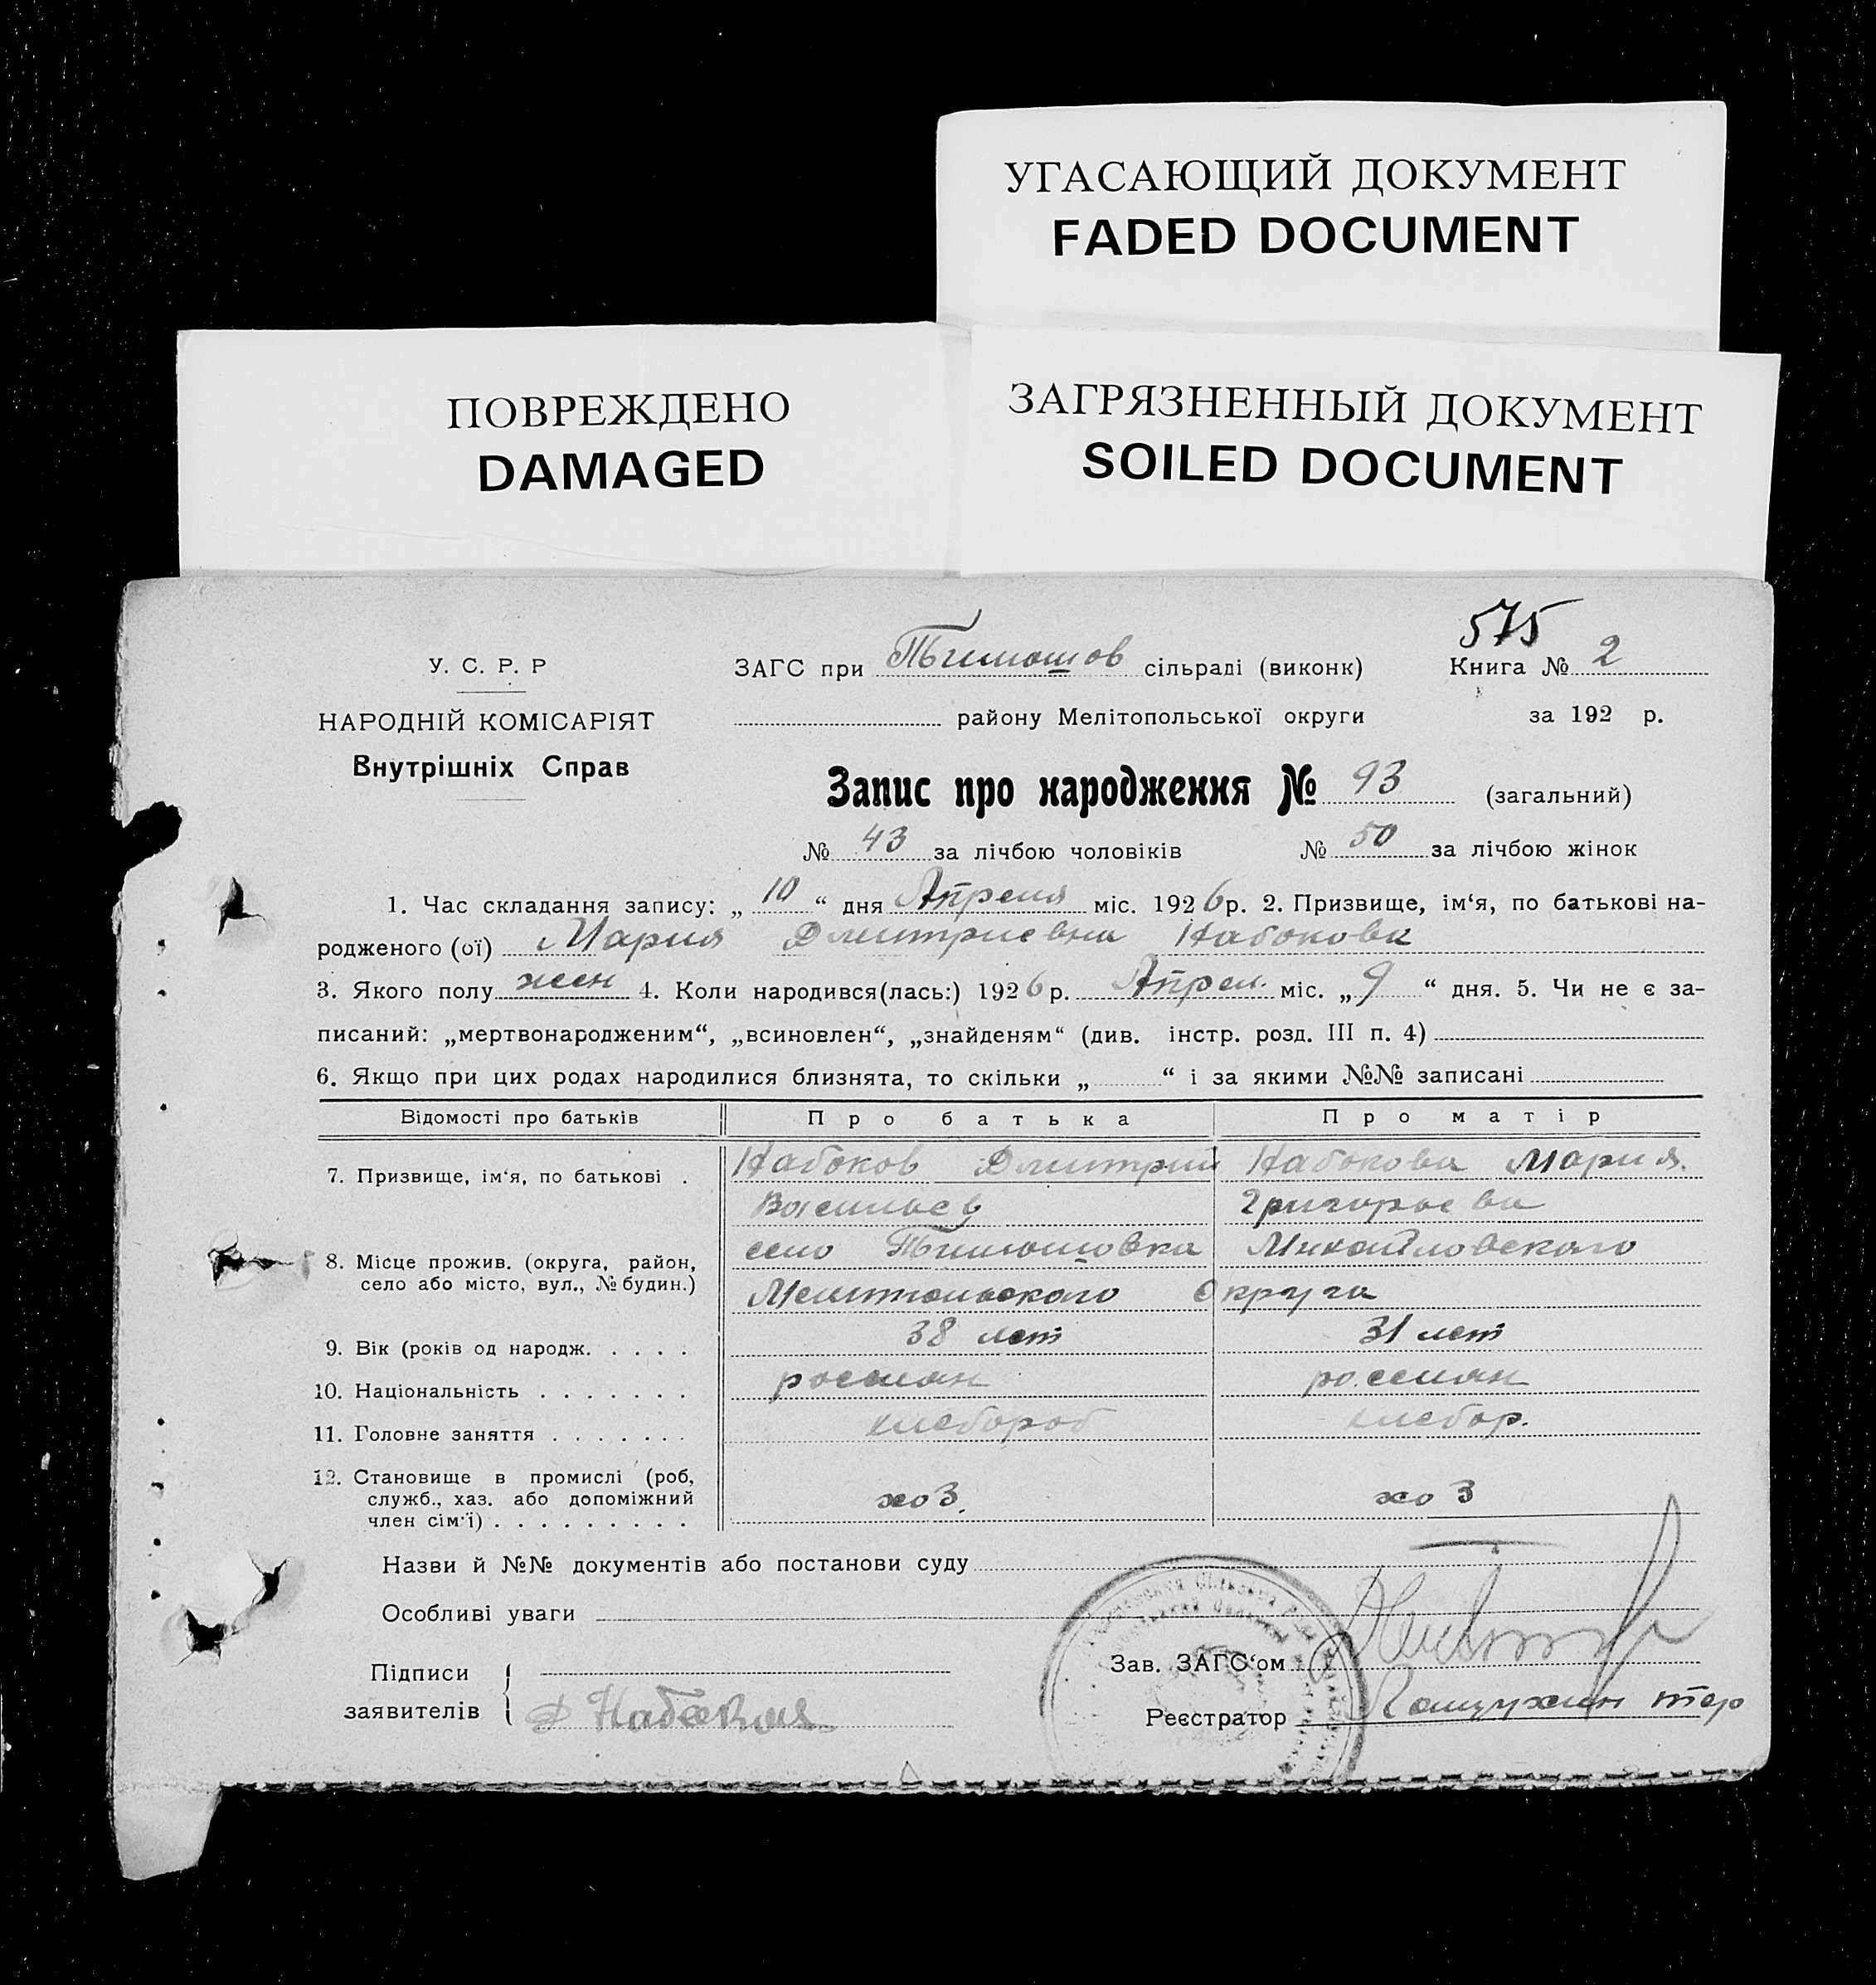 УГАСАЮЩИЙ ДОКУМЕНТ
FADED DOCUMENT
ПОВРЕЖДЕНО
DAMAGED
ЗАГРЯЗНЕННЫЙ ДОКУМЕНТ
SOILED DOCUMENT
575
У. С. Р. Р
ЗАГС при Тимошов сільраді (виконк)
Книга № 2
НАРОДНІЙ КОМІСАРІЯТ
району Мелітопольської округи
за 192 р.
Внутрішніх Справ
Запис про народження № 93 (загальний)
№ 43 за лічбою чоловіків № 50 за лічбою жінок
1. Час складання запису: „ 10 “ дня Апреля міс. 1926 р. 2. Призвище, ім‘я, по батькові на-
родженого (ої) Мария Дмитриевна Набокова
3. Якого полу жен 4. Коли народився(лась:) 1926 р. Апрел. міс. „ 9 “ дня. 5. Чи не є за-
писаний: „мертвонародженим“, „всиновлен“, „знайденям“ (див. інстр. розд. III п. 4)
6. Якщо при цих родах народилися близнята, то скільки „ “ і за якими №№ записані
Відомості про батьків Про батька Про матір
7. Призвище, ім‘я, по батькові . Набоков Дмитрий Набокова Мария
Васильев Григорьева
8. Місце прожив. (округа, район, село Тимошовка Михайловского
село або місто, вул., № будин.) Мелитопольского Округа
9. Вік (років од народж. . . . . 38 лет 31 лет
10. Національність . . . . . . . россиян россиян
11. Головне заняття . . . . . . . хлебороб хлебор.
12. Становище в промислі (роб,
служб., хаз. або допоміжний хоз. хоз
член сім‘ї) . . . . . . . . .
Назви й №№ документів або постанови суду
Особливі уваги
Підписи
заявителів Д Набоков
Зав. ЗАГС‘ом
Реєстратор